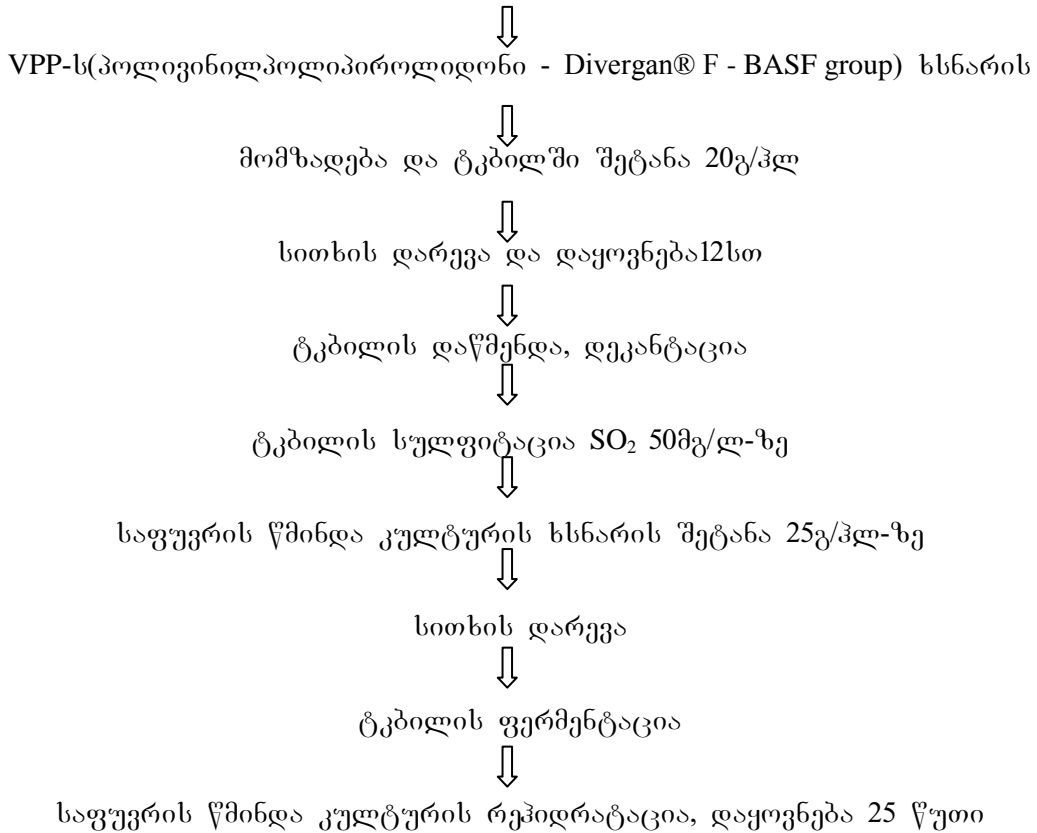 VPP-ს(პოლივინილპოლიპიროლიდონი - Divergan® F - BASF group) ხსნარის
მომზადება და ტკბილში შეტანა 20გ/ჰლ
სითხის დარევა და დაყოვნება12სთ
ტკბილის დაწმენდა, დეკანტაცია
ტკბილის სულფიტაცია SO₂ 50მგ/ლ-ზე
საფუვრის წმინდა კულტურის ხსნარის შეტანა 25გ/ჰლ-ზე
სითხის დარევა
ტკბილის ფერმენტაცია
საფუვრის წმინდა კულტურის რეჰიდრატაცია, დაყოვნება 25 წუთი